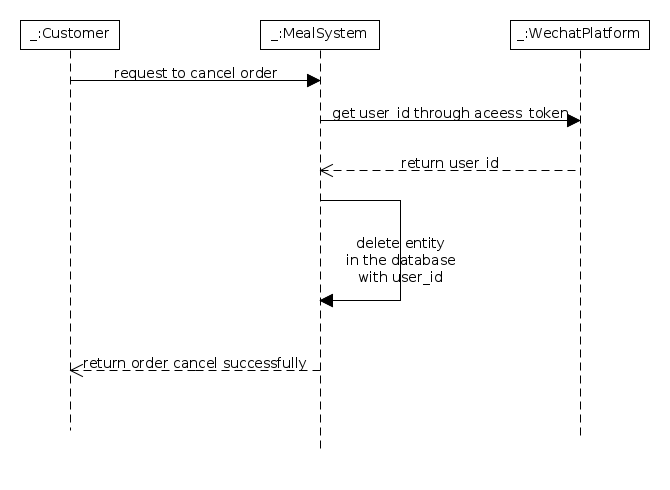 _:Customer
_:MealSystem
_:WechatPlatform
request to cancel order
get user_id through aceess_token
return user_id
delete entity
in the database
with user_id
return order cancel successfully